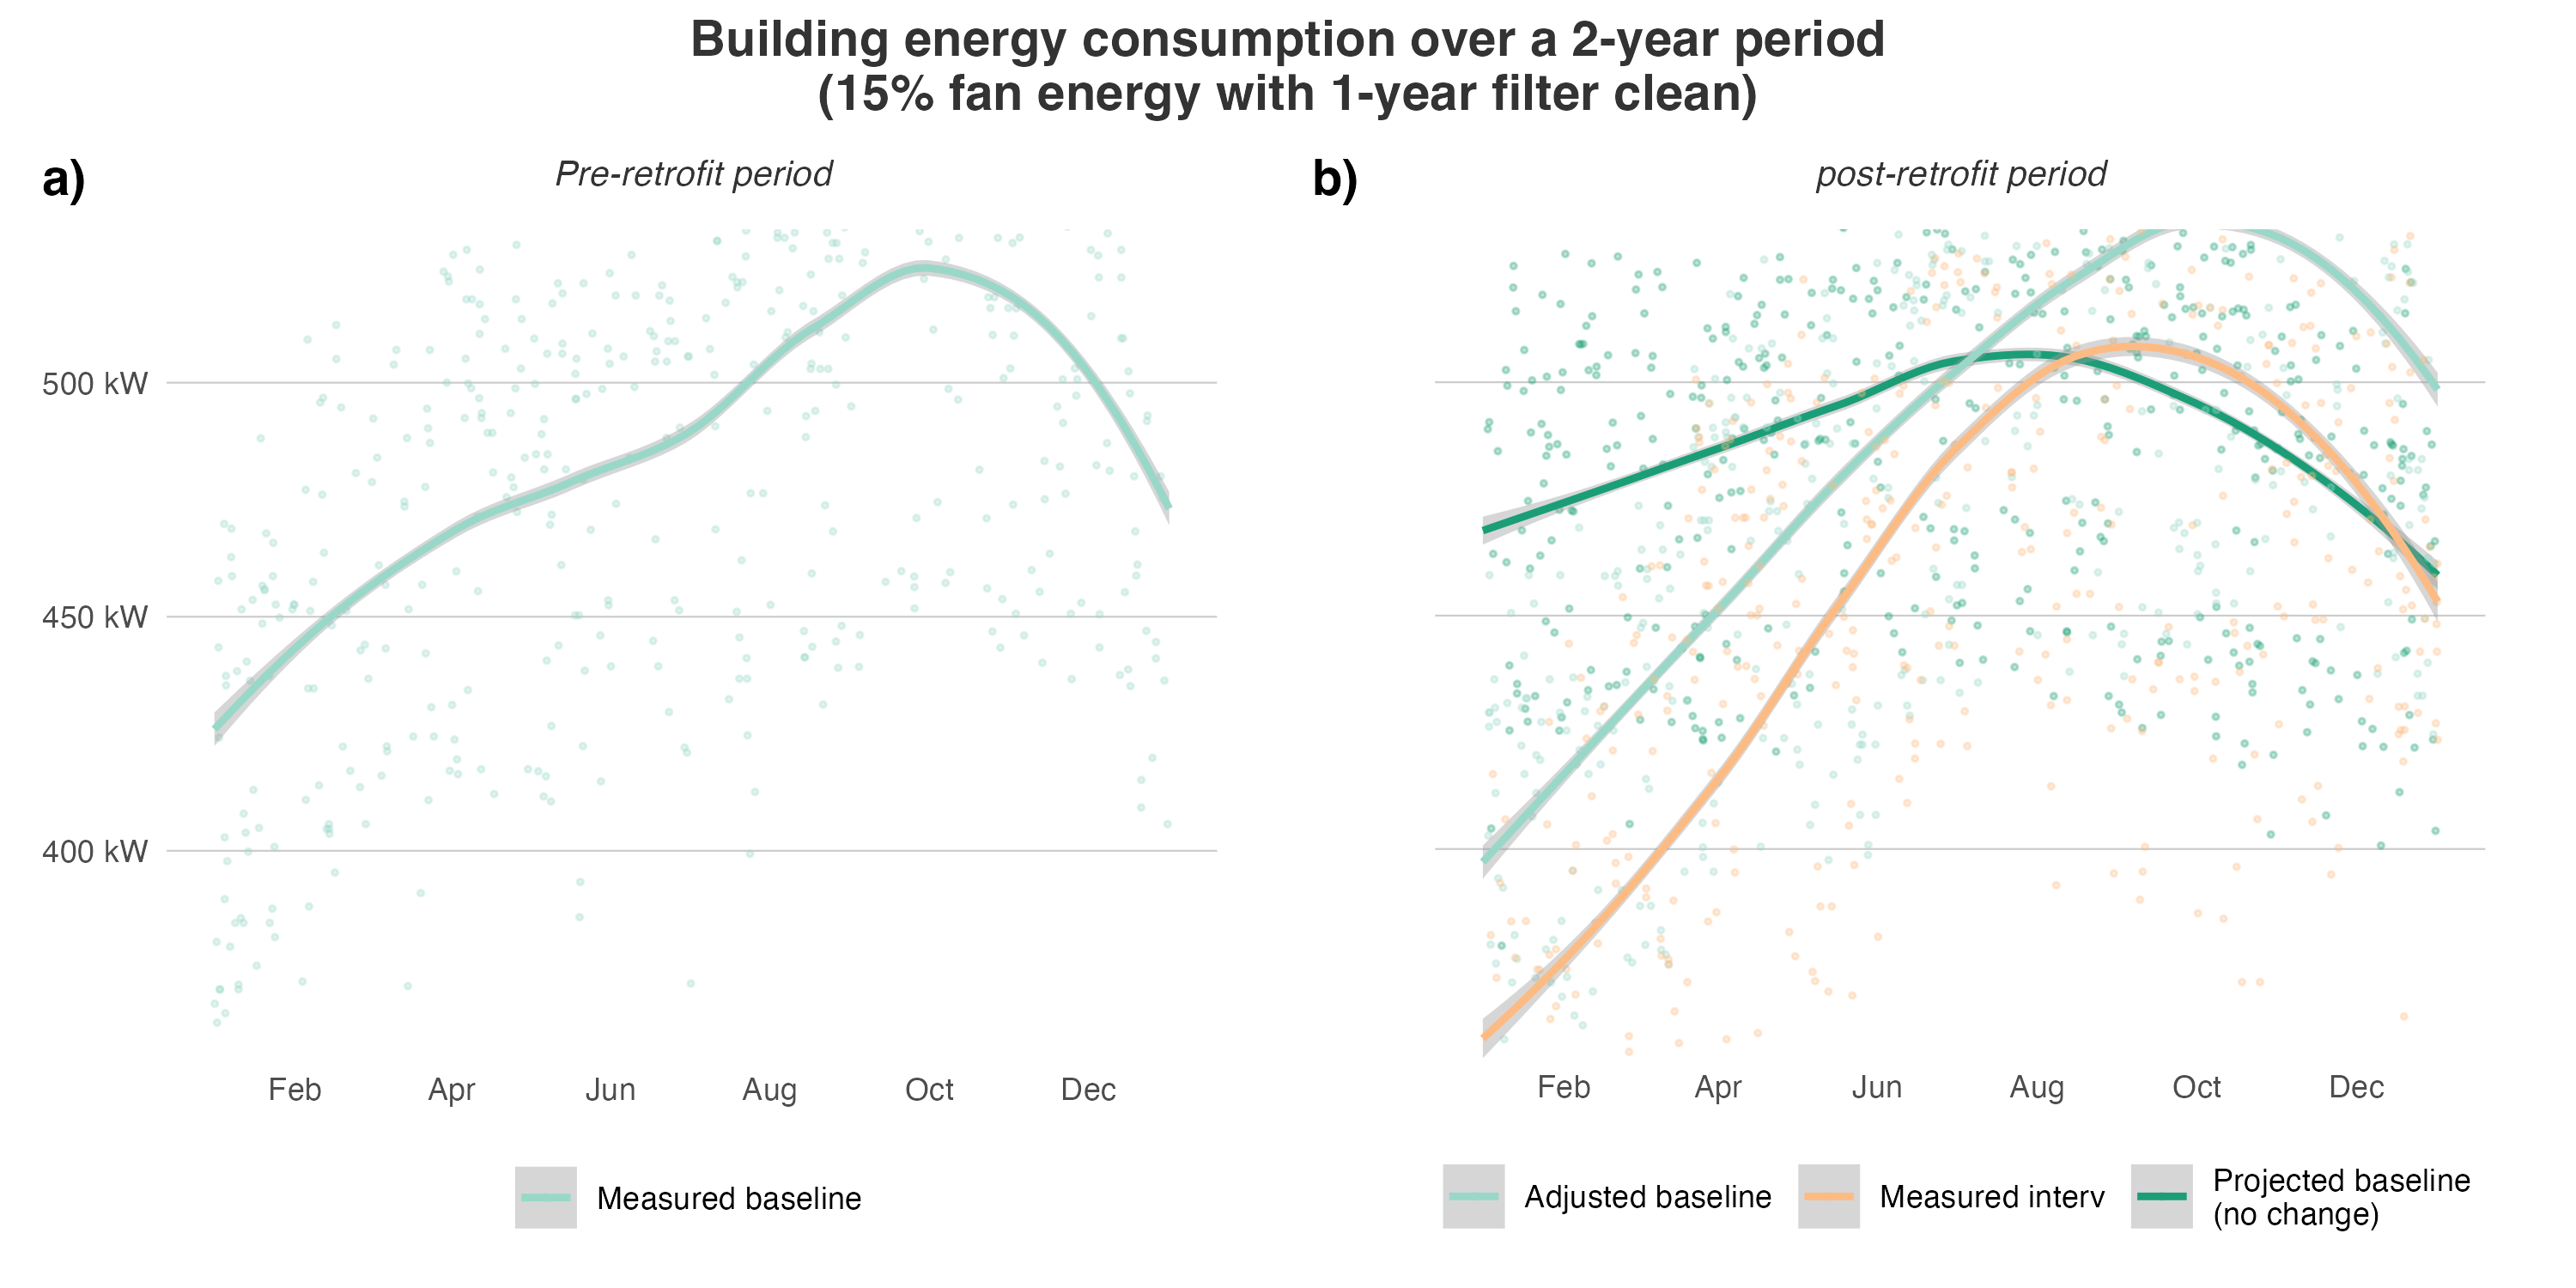 Building energy consumption over a 2-year period
(15% fan energy with 1-year filter clean)
a)
Pre-retrofit period
500 kW
450 kW
400 kW
Feb Apr Jun Aug Oct Dec
Measured baseline
b)
post-retrofit period
Feb Apr Jun Aug Oct Dec
Adjusted baseline
Measured interv
Projected baseline
(no change)